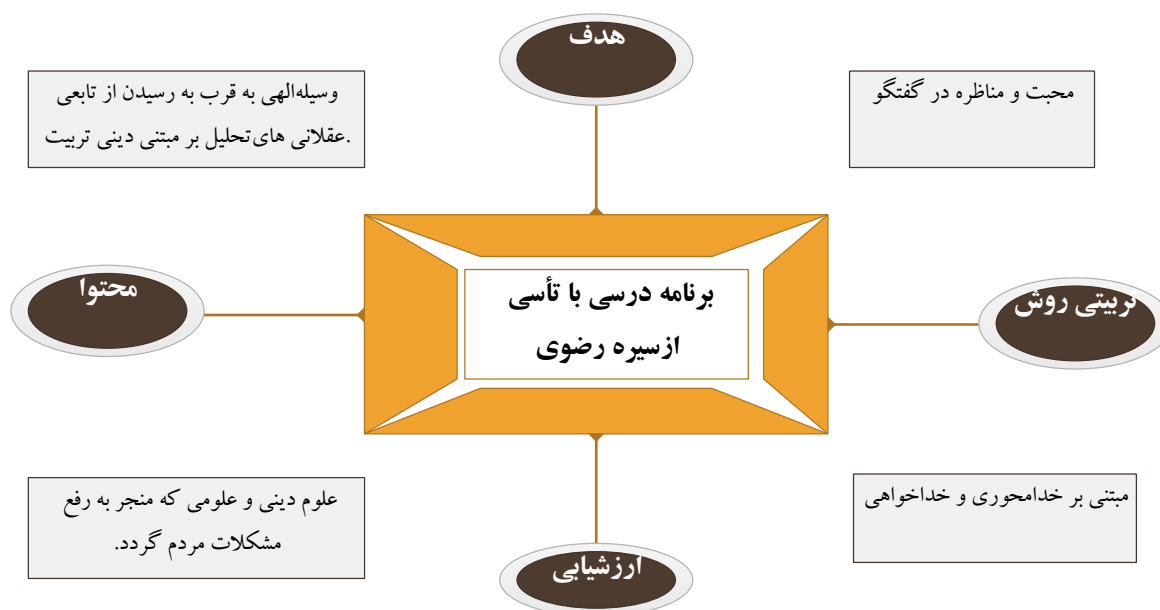 هدف
محبت و مناظره در گفتگو
وسیله‌الهی به قرب به رسیدن از تابعی
.عقلانی های‌تحلیل بر مبتنی دینی تربیت
برنامه درسی با تأسی
ازسیره رضوی
تربیتی روش
محتوا
مبتنی بر خدامحوری و خداخواهی
علوم دینی و علومی که منجر به رفع
مشکلات مردم گردد.
ارزشیابی